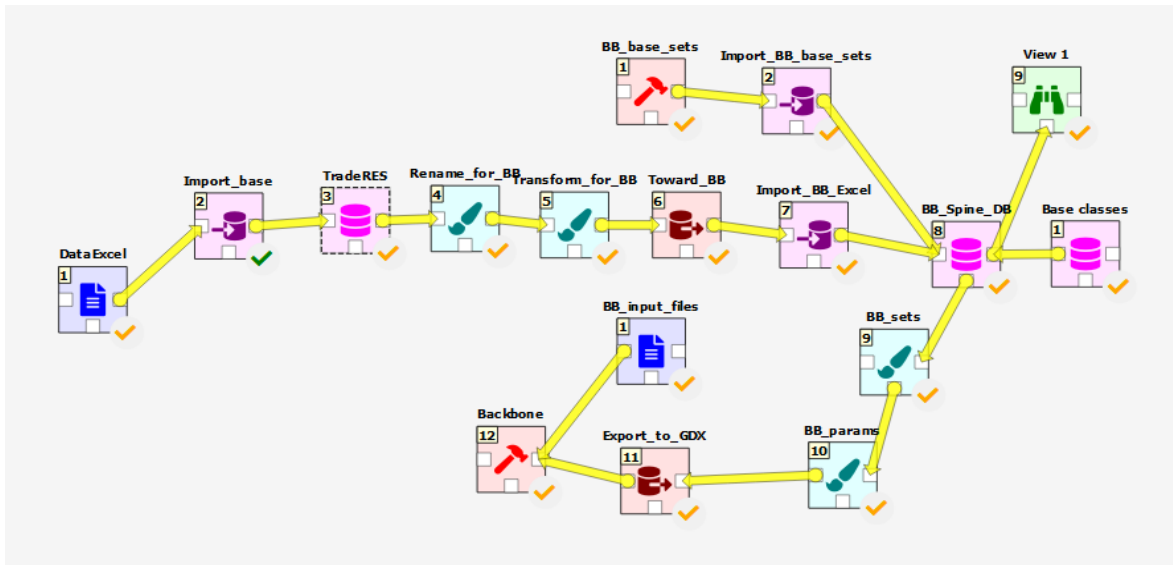 BB_base_sets
1
Import_BB_base_sets
2
View 1
9
Import_base
2
TradeRES
3
Rename_for_BB
4
Transform_for_BB
5
Toward_BB
6
Import_BB_Excel
7
BB_Spine_DB
8
Base classes
1
DataExcel
1
BB_input_files
1
BB_sets
9
Backbone
12
Export_to_GDX
11
BB_params
10